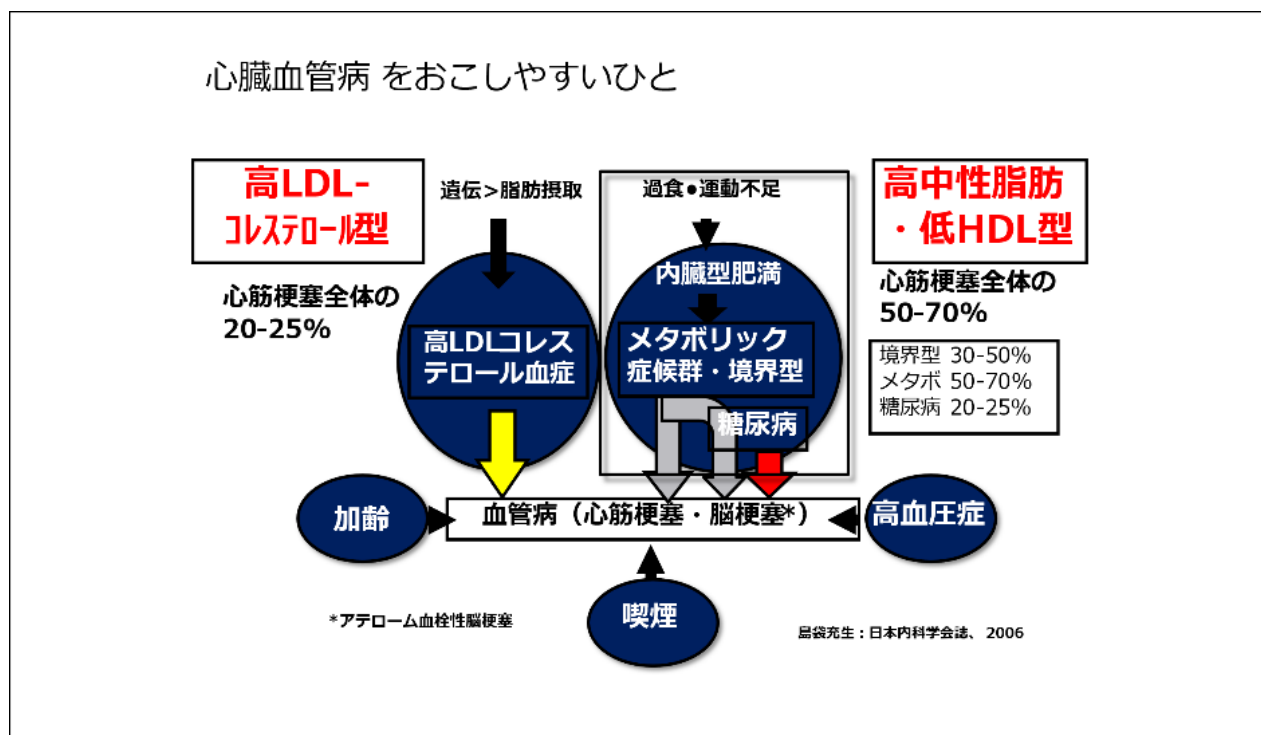 心臓血管病 をおこしやすいひと
高LDL-
ｺﾚｽﾃﾛｰﾙ型
心筋梗塞全体の
20-25%
遺伝>脂肪摂取
高LDLコレス
テロール血症
過食●運動不足
内臓型肥満
メタボリック
症候群・境界型
糖尿病
高中性脂肪
・低HDL型
心筋梗塞全体の
50-70%
境界型 30-50%
メタボ 50-70%
糖尿病 20-25%
加齢
血管病（心筋梗塞・脳梗塞*）
高血圧症
喫煙
*アテローム血栓性脳梗塞
島袋充生：日本内科学会誌、2006